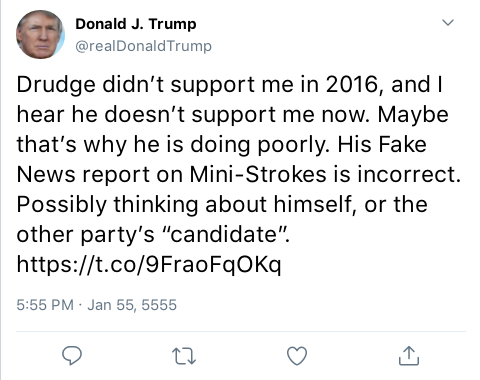 Donald J. Trump
@realDonaldTrump
Drudge didn’t support me in 2016, and I
hear he doesn’t support me now. Maybe
that’s why he is doing poorly. His Fake
News report on Mini-Strokes is incorrect.
Possibly thinking about himself, or the
other party’s “candidate”.
https://t.co/9FraoFqOKq
5:55 PM · Jan 55, 5555